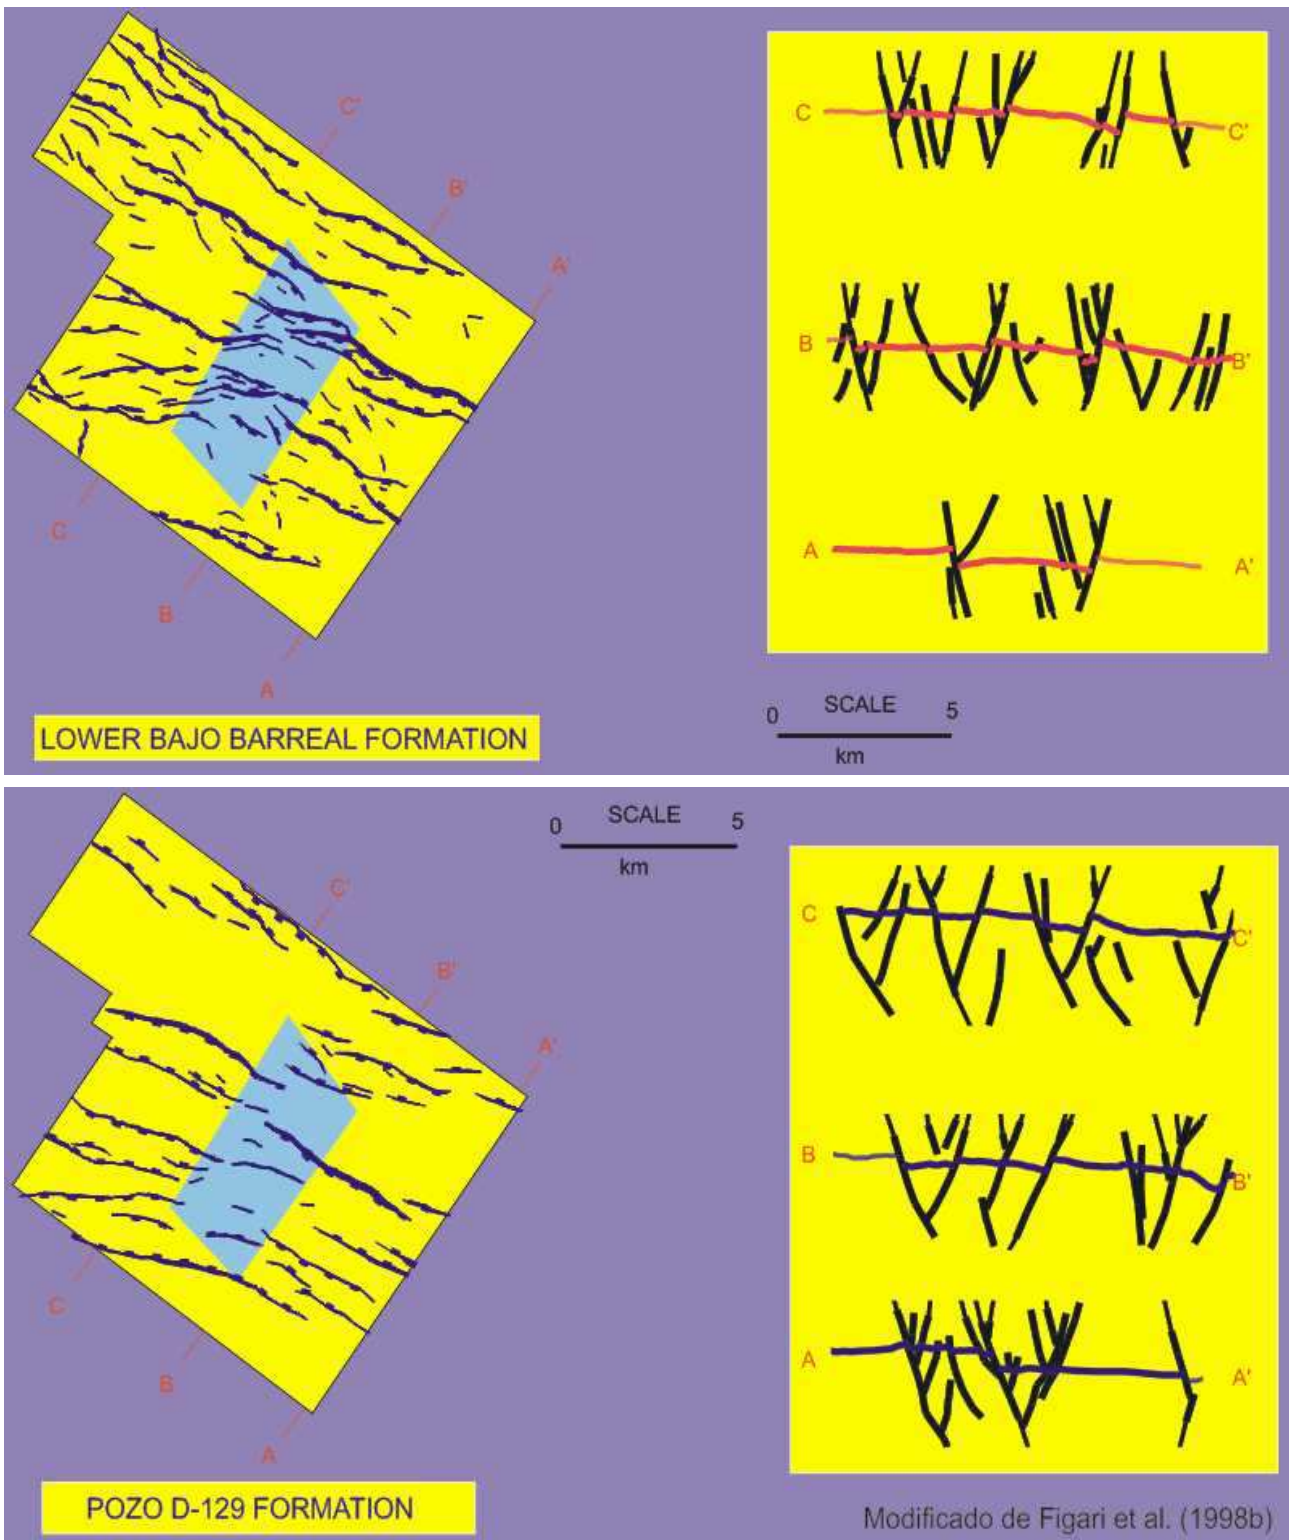 C'
B'
A'
C
B
A
LOWER BAJO BARREAL FORMATION
C
C'
B
B'
A
A'
SCALE
0
5
km
SCALE
0
5
km
C'
B'
A'
C
B
A
POZO D-129 FORMATION
C
C'
B
B'
A
A'
Modificado de Figari et al. (1998b)